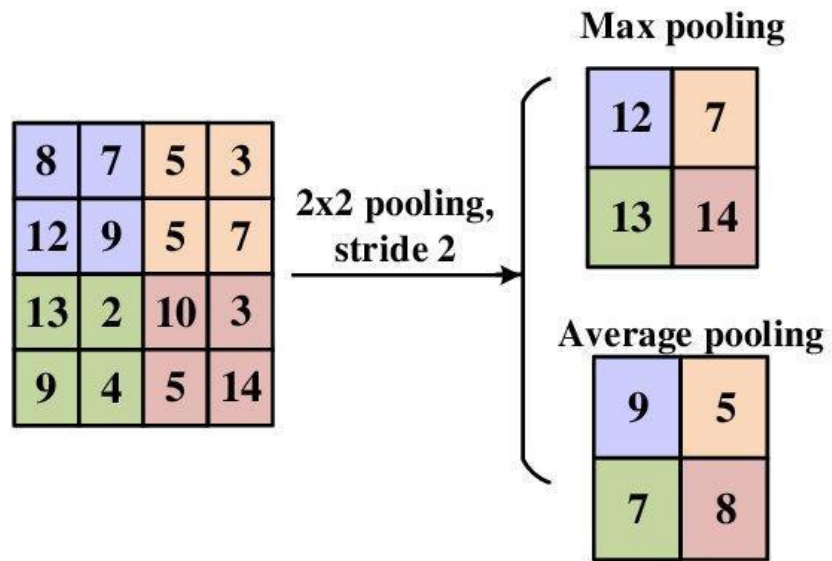 Max pooling
12 7
13 14
8 7 5 3
12 9 5 7
13 2 10 3
9 4 5 14
2x2 pooling,
stride 2
Average pooling
9 5
7 8